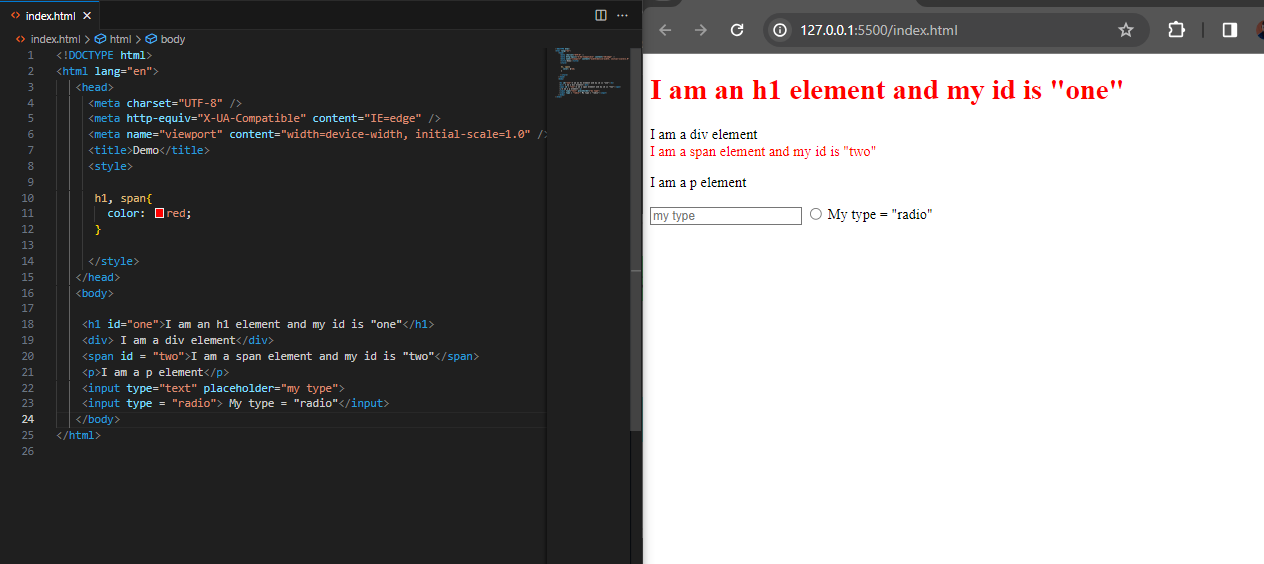 index.html
index.html > html > body
1 <!DOCTYPE html>
2 <html lang="en">
3 <head>
4 <meta charset="UTF-8" />
5 <meta http-equiv="X-UA-Compatible" content="IE=edge" />
6 <meta name="viewport" content="width=device-width, initial-scale=1.0" />
7 <title>Demo</title>
8 <style>
9
10 h1, span{
11 color: red;
12 }
13
14 </style>
15 </head>
16 <body>
17
18 <h1 id="one">I am an h1 element and my id is "one"</h1>
19 <div> I am a div element</div>
20 <span id = "two">I am a span element and my id is "two"</span>
21 <p>I am a p element</p>
22 <input type="text" placeholder="my type">
23 <input type = "radio"> My type = "radio"</input>
24 </body>
25 </html>
26
127.0.0.1:5500/index.html
I am an h1 element and my id is "one"
I am a div element
I am a span element and my id is "two"
I am a p element
my type My type = "radio"